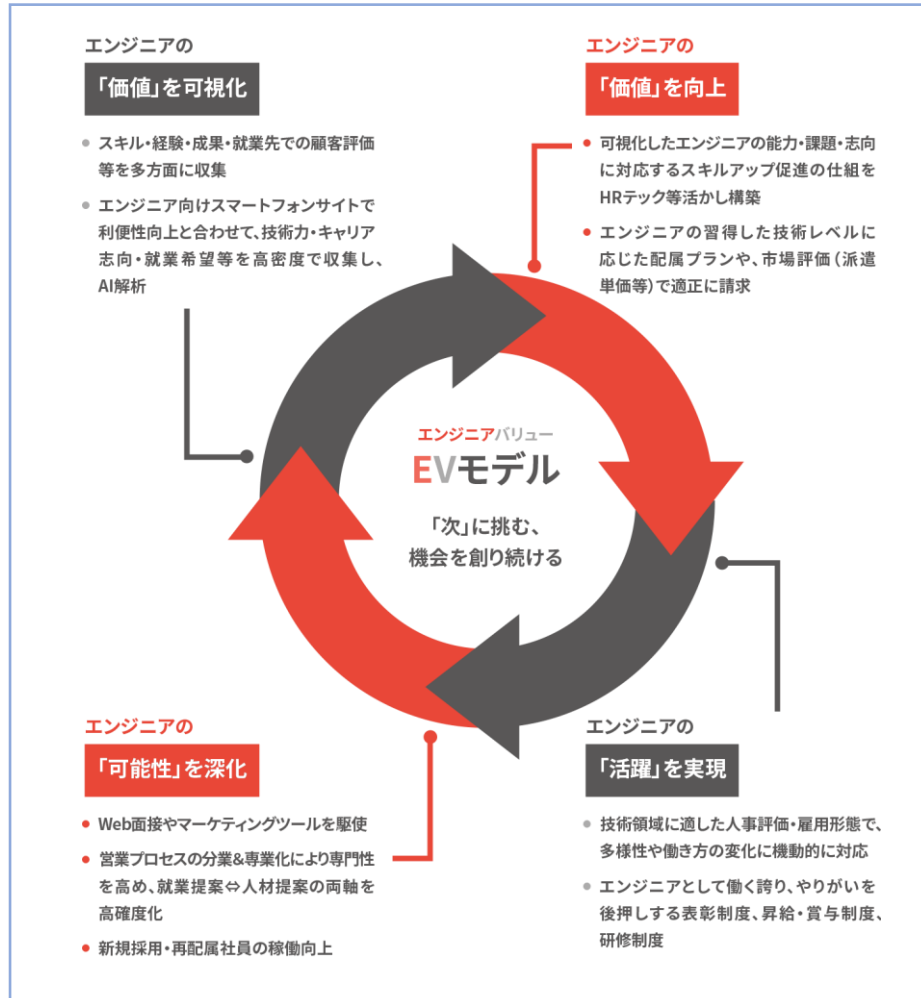 エンジニアの
「価値」を可視化
スキル・経験・成果・就業先での顧客評価
等を多方面に収集
エンジニア向けスマートフォンサイトで
利便性向上と合わせて、技術力・キャリア
志向・就業希望等を高密度で収集し、
AI解析
エンジニアの
「価値」を向上
可視化したエンジニアの能力・課題・志向
に対応するスキルアップ促進の仕組を
HRテック等活かし構築
エンジニアの習得した技術レベルに
応じた配属プランや、市場評価（派遣
単価等）で適正に請求
エンジニアバリュー
EVモデル
「次」に挑む、
機会を創り続ける
エンジニアの
「可能性」を深化
Web面接やマーケティングツールを駆使
営業プロセスの分業&専業化により専門性
を高め、就業提案⇔人材提案の両軸を
高確度化
新規採用・再配属社員の稼働向上
エンジニアの
「活躍」を実現
技術領域に適した人事評価・雇用形態で、
多様性や働き方の変化に機動的に対応
エンジニアとして働く誇り、やりがいを
後押しする表彰制度、昇給・賞与制度、
研修制度